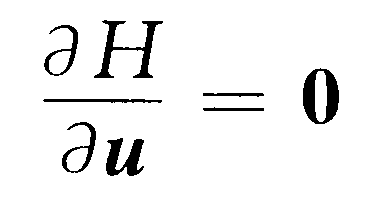 ∂H/∂u = 0